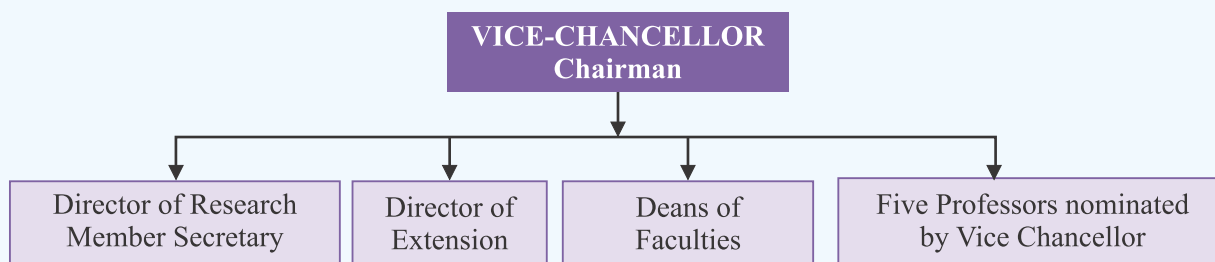 VICE-CHANCELLOR
Chairman
Director of Research
Member Secretary
Director of
Extension
Deans of
Faculties
Five Professors nominated
by Vice Chancellor